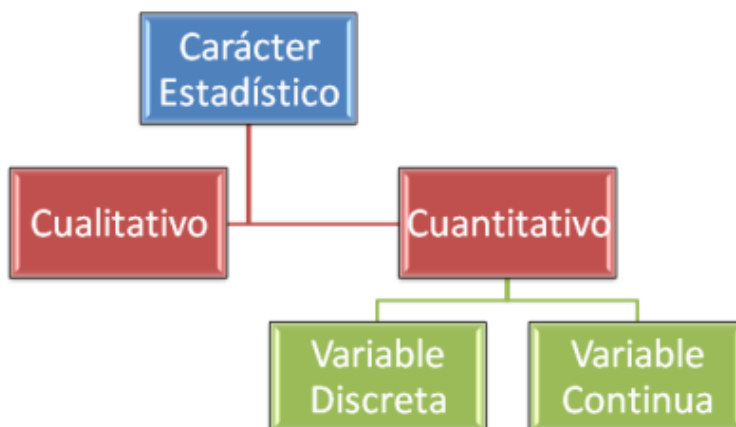 Carácter
Estadístico
Cualitativo
Cuantitativo
Variable
Discreta
Variable
Continua